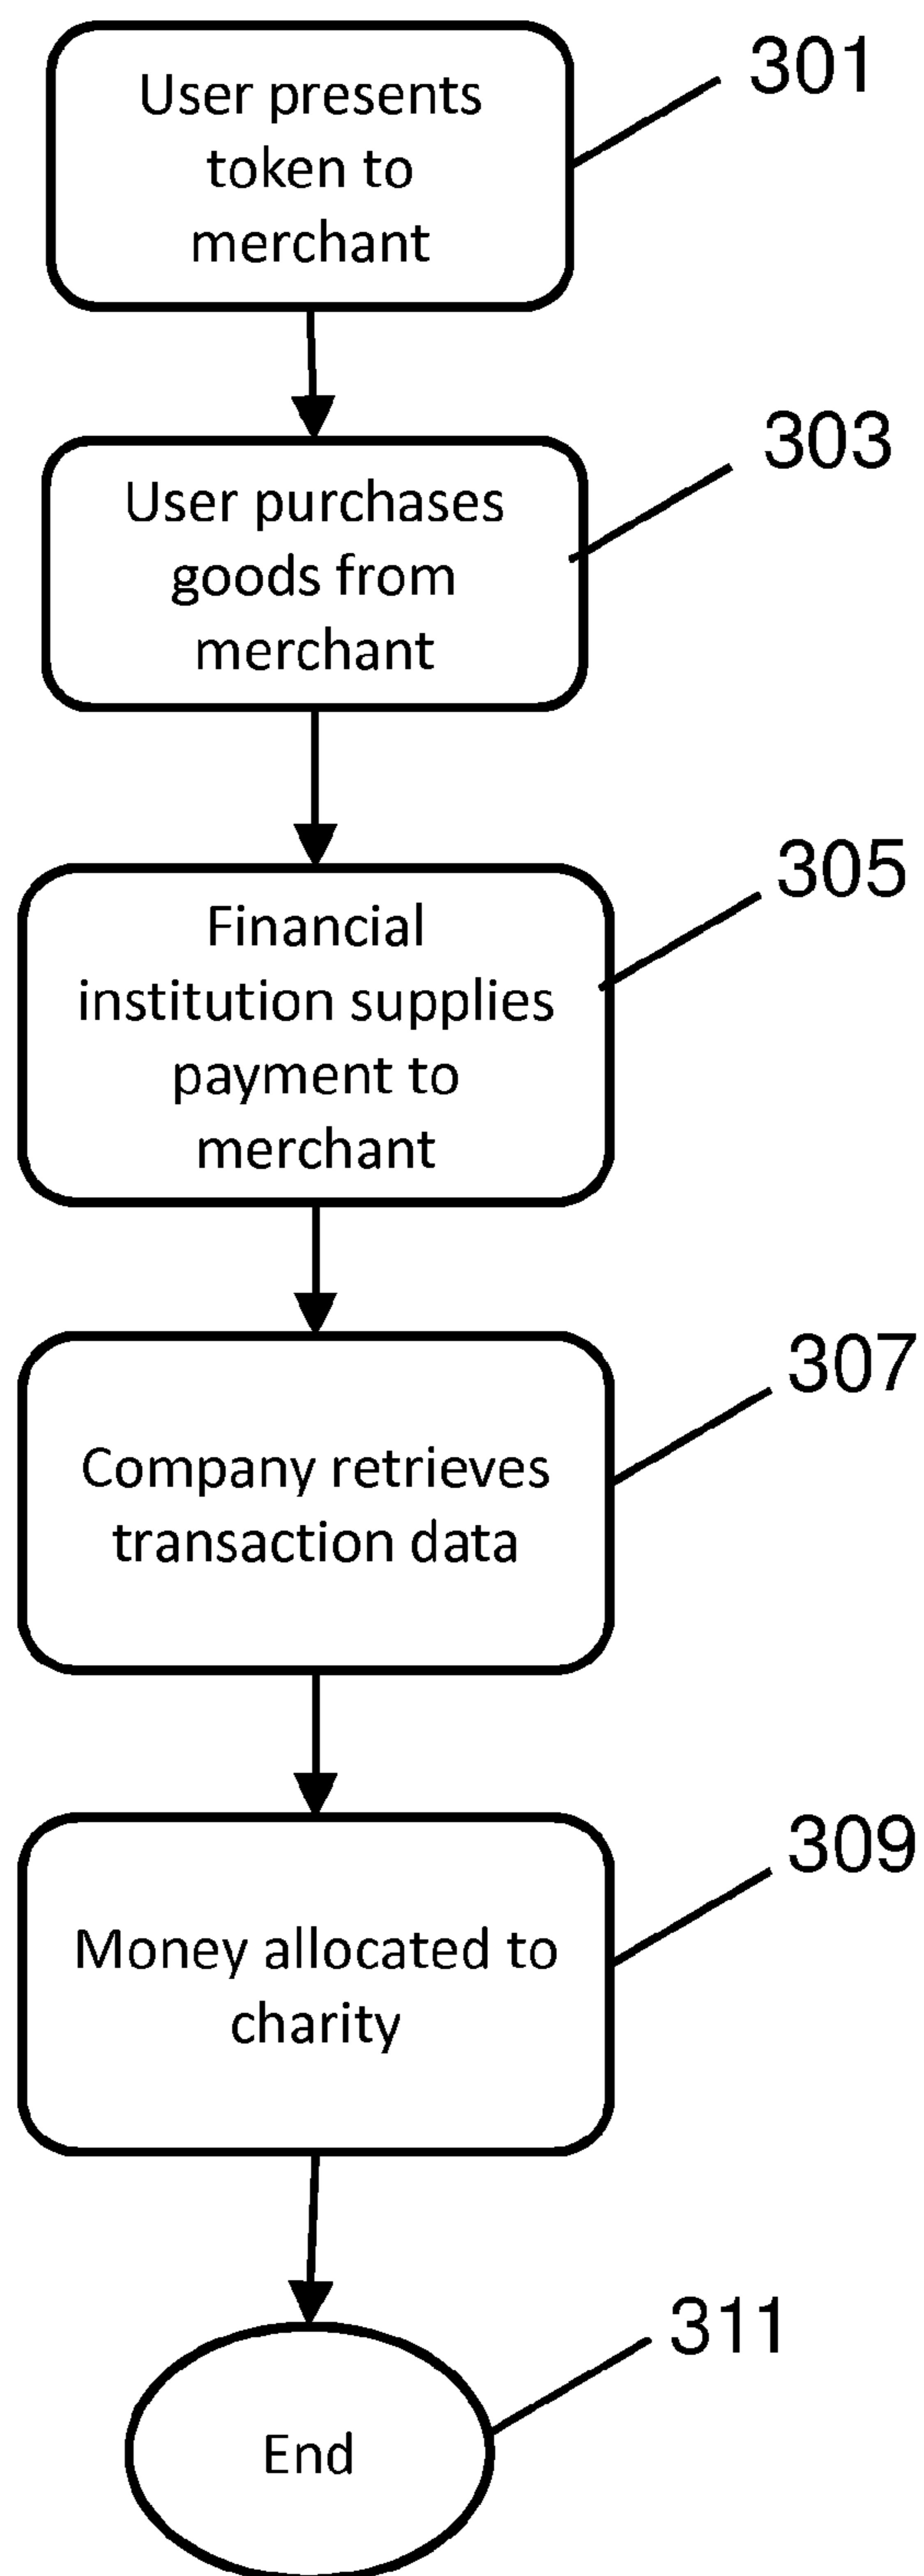 User presents
token to
merchant
301
User purchases
goods from
merchant
303
Financial
institution supplies
payment to
merchant
305
Company retrieves
transaction data
307
Money allocated to
charity
309
End
311